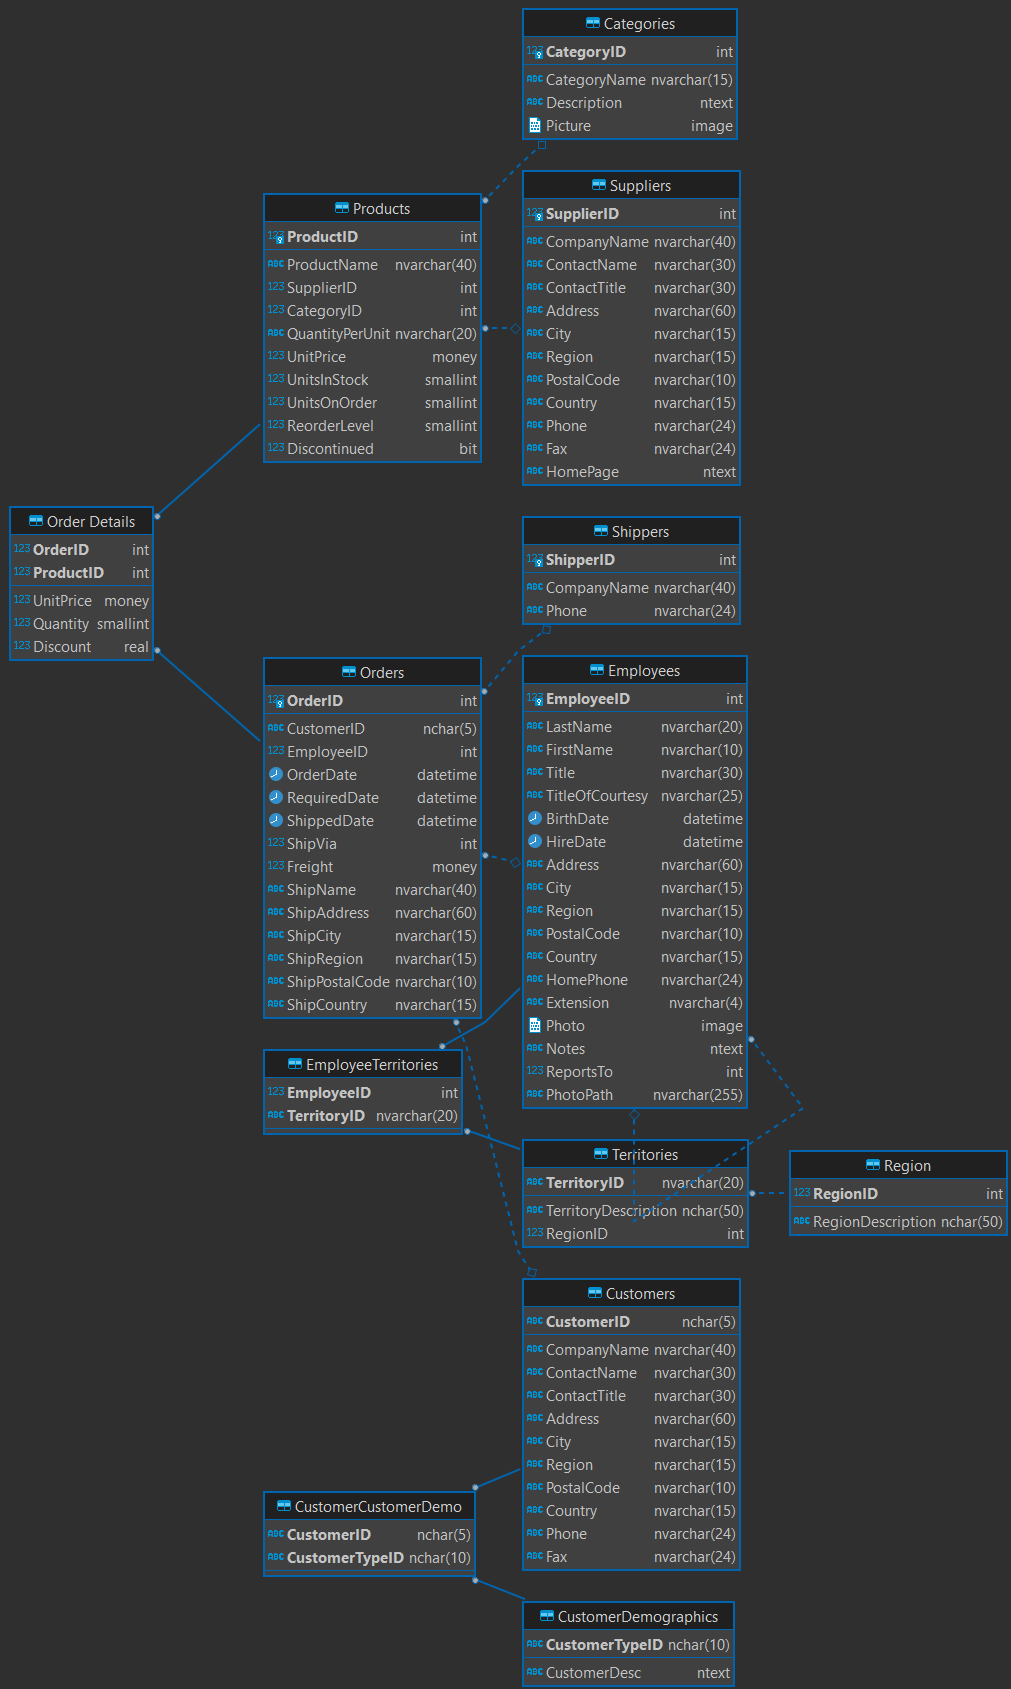 Categories
CategoryID int
CategoryName nvarchar(15)
Description ntext
Picture image
Suppliers
SupplierID int
CompanyName nvarchar(40)
ContactName nvarchar(30)
ContactTitle nvarchar(30)
Address nvarchar(60)
City nvarchar(15)
Region nvarchar(15)
PostalCode nvarchar(10)
Country nvarchar(15)
Phone nvarchar(24)
Fax nvarchar(24)
HomePage ntext
Products
ProductID int
ProductName nvarchar(40)
SupplierID int
CategoryID int
QuantityPerUnit nvarchar(20)
UnitPrice money
UnitsInStock smallint
UnitsOnOrder smallint
ReorderLevel smallint
Discontinued bit
Order Details
OrderID int
ProductID int
UnitPrice money
Quantity smallint
Discount real
Shippers
ShipperID int
CompanyName nvarchar(40)
Phone nvarchar(24)
Orders
OrderID int
CustomerID nchar(5)
EmployeeID int
OrderDate datetime
RequiredDate datetime
ShippedDate datetime
ShipVia int
Freight money
ShipName nvarchar(40)
ShipAddress nvarchar(60)
ShipCity nvarchar(15)
ShipRegion nvarchar(15)
ShipPostalCode nvarchar(10)
ShipCountry nvarchar(15)
Employees
EmployeeID int
LastName nvarchar(20)
FirstName nvarchar(10)
Title nvarchar(30)
TitleOfCourtesy nvarchar(25)
BirthDate datetime
HireDate datetime
Address nvarchar(60)
City nvarchar(15)
Region nvarchar(15)
PostalCode nvarchar(10)
Country nvarchar(15)
HomePhone nvarchar(24)
Extension nvarchar(4)
Photo image
Notes ntext
ReportsTo int
PhotoPath nvarchar(255)
EmployeeTerritories
EmployeeID int
TerritoryID nvarchar(20)
Territories
TerritoryID nvarchar(20)
TerritoryDescription nchar(50)
RegionID int
Region
RegionID int
RegionDescription nchar(50)
Customers
CustomerID nchar(5)
CompanyName nvarchar(40)
ContactName nvarchar(30)
ContactTitle nvarchar(30)
Address nvarchar(60)
City nvarchar(15)
Region nvarchar(15)
PostalCode nvarchar(10)
Country nvarchar(15)
Phone nvarchar(24)
Fax nvarchar(24)
CustomerCustomerDemo
CustomerID nchar(5)
CustomerTypeID nchar(10)
CustomerDemographics
CustomerTypeID nchar(10)
CustomerDesc ntext